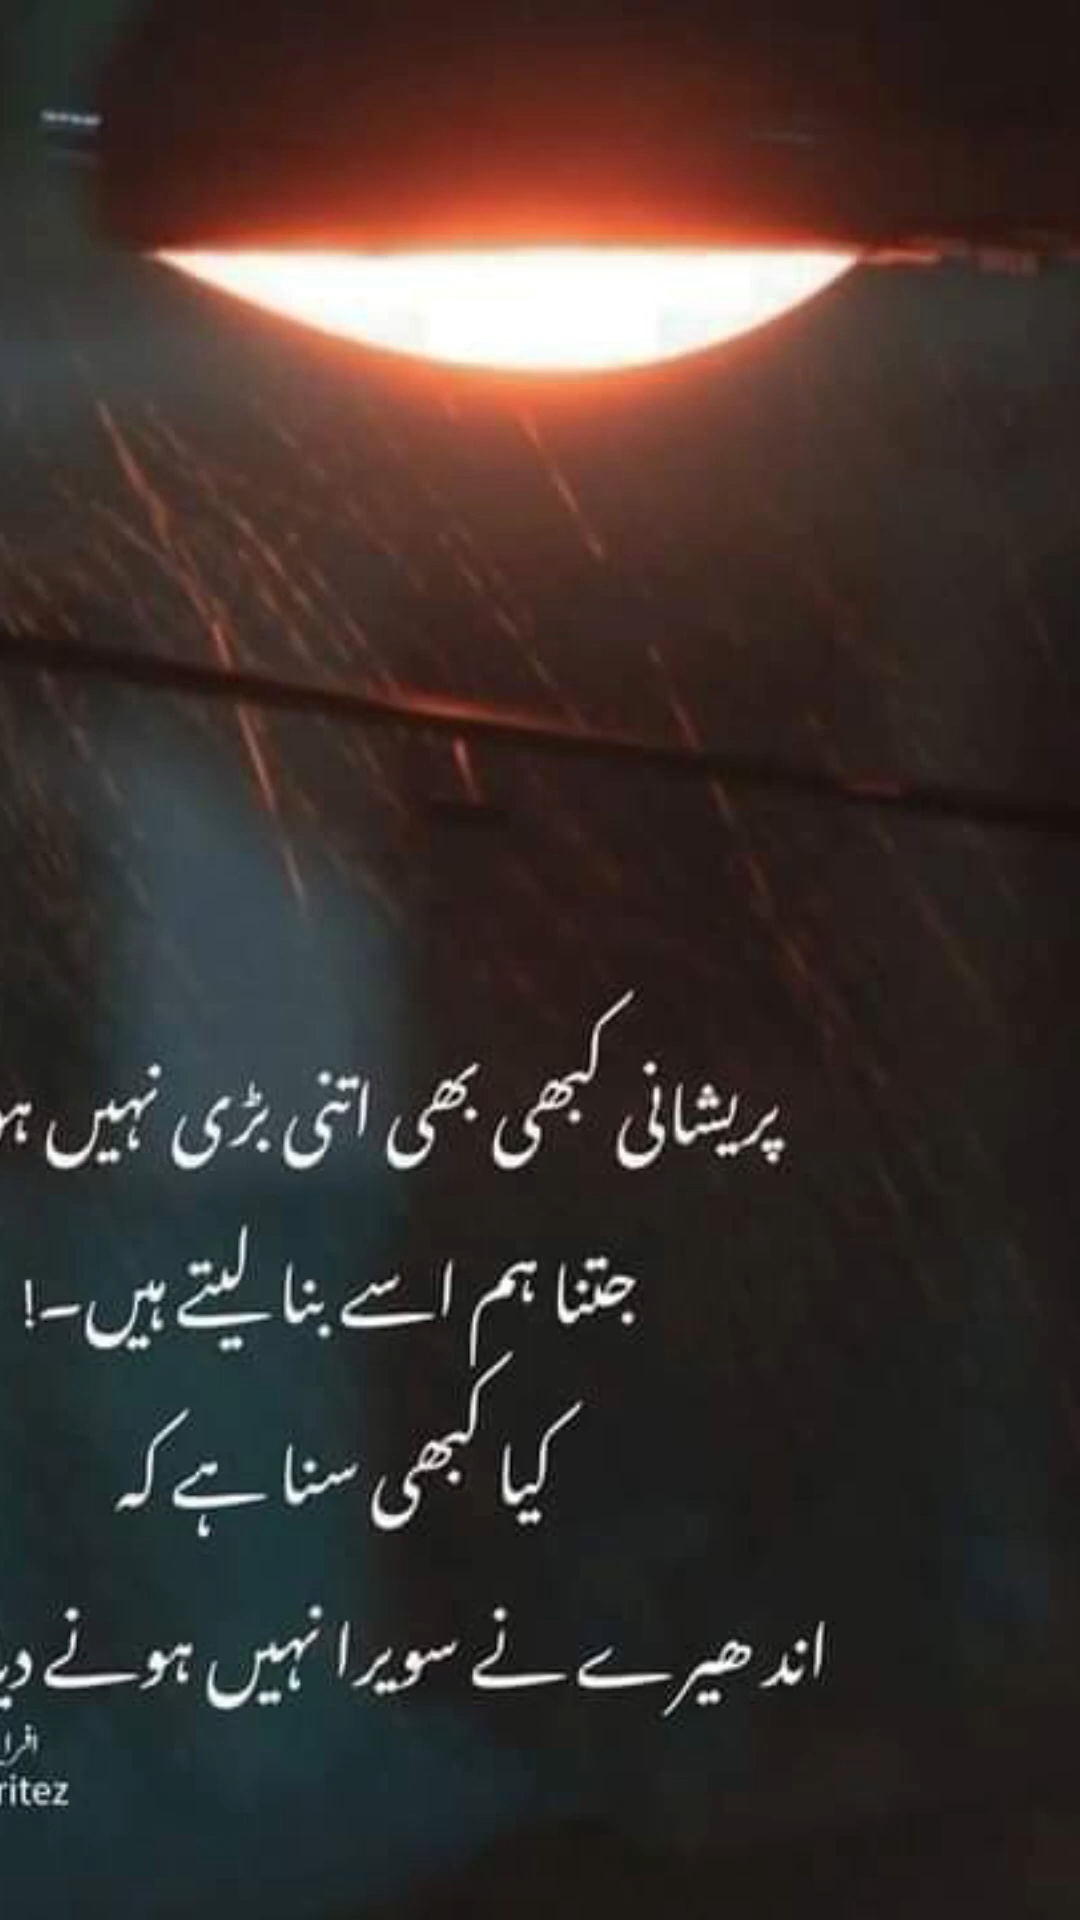 پریشانی کبھی بھی اتنی بڑی نہیں
جتنا ہم اسے بنا لیتے ہیں۔!
کیا کبھی سنا ہے کہ
اندھیرے نے سویرا نہیں ہونے
ritez